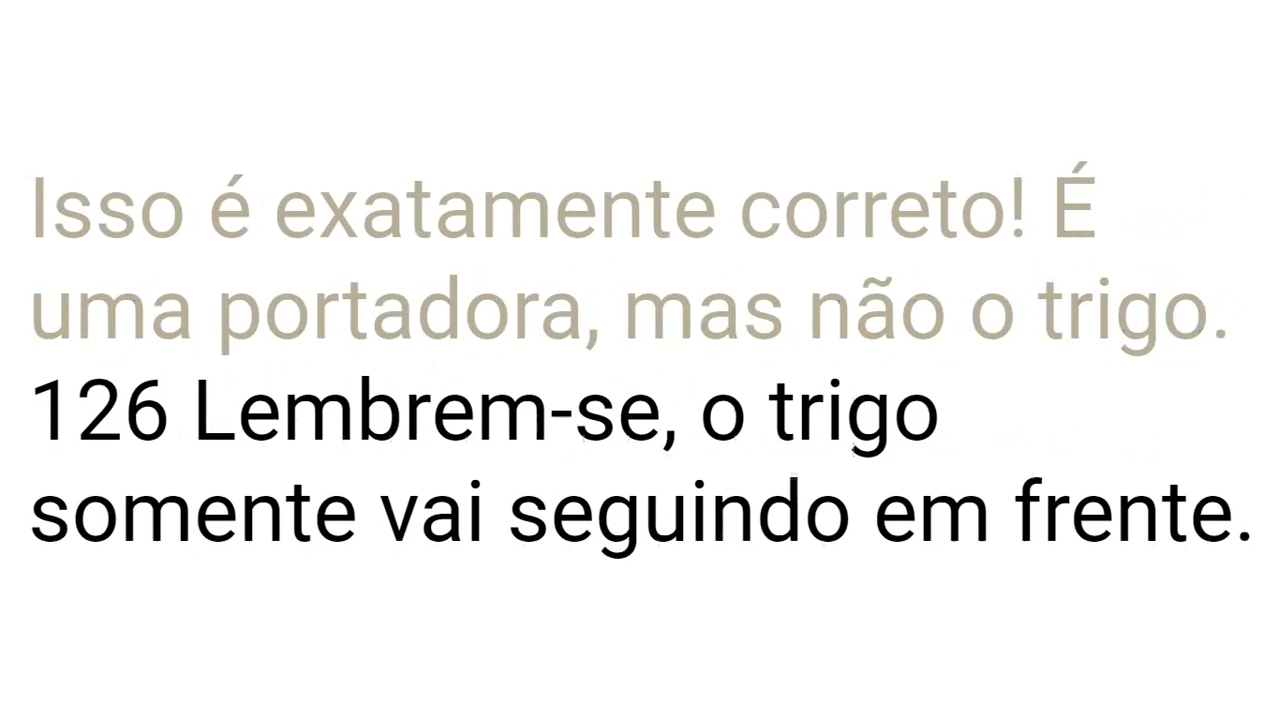 Isso é exatamente correto! É
uma portadora, mas não o trigo.
126 Lembrem-se, o trigo
somente vai seguindo em frente.